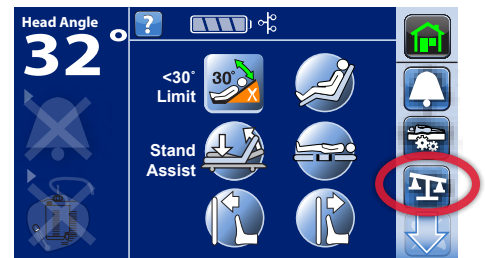 Head Angle
32°
?
<30°
Limit
30°
X
Stand
Assist